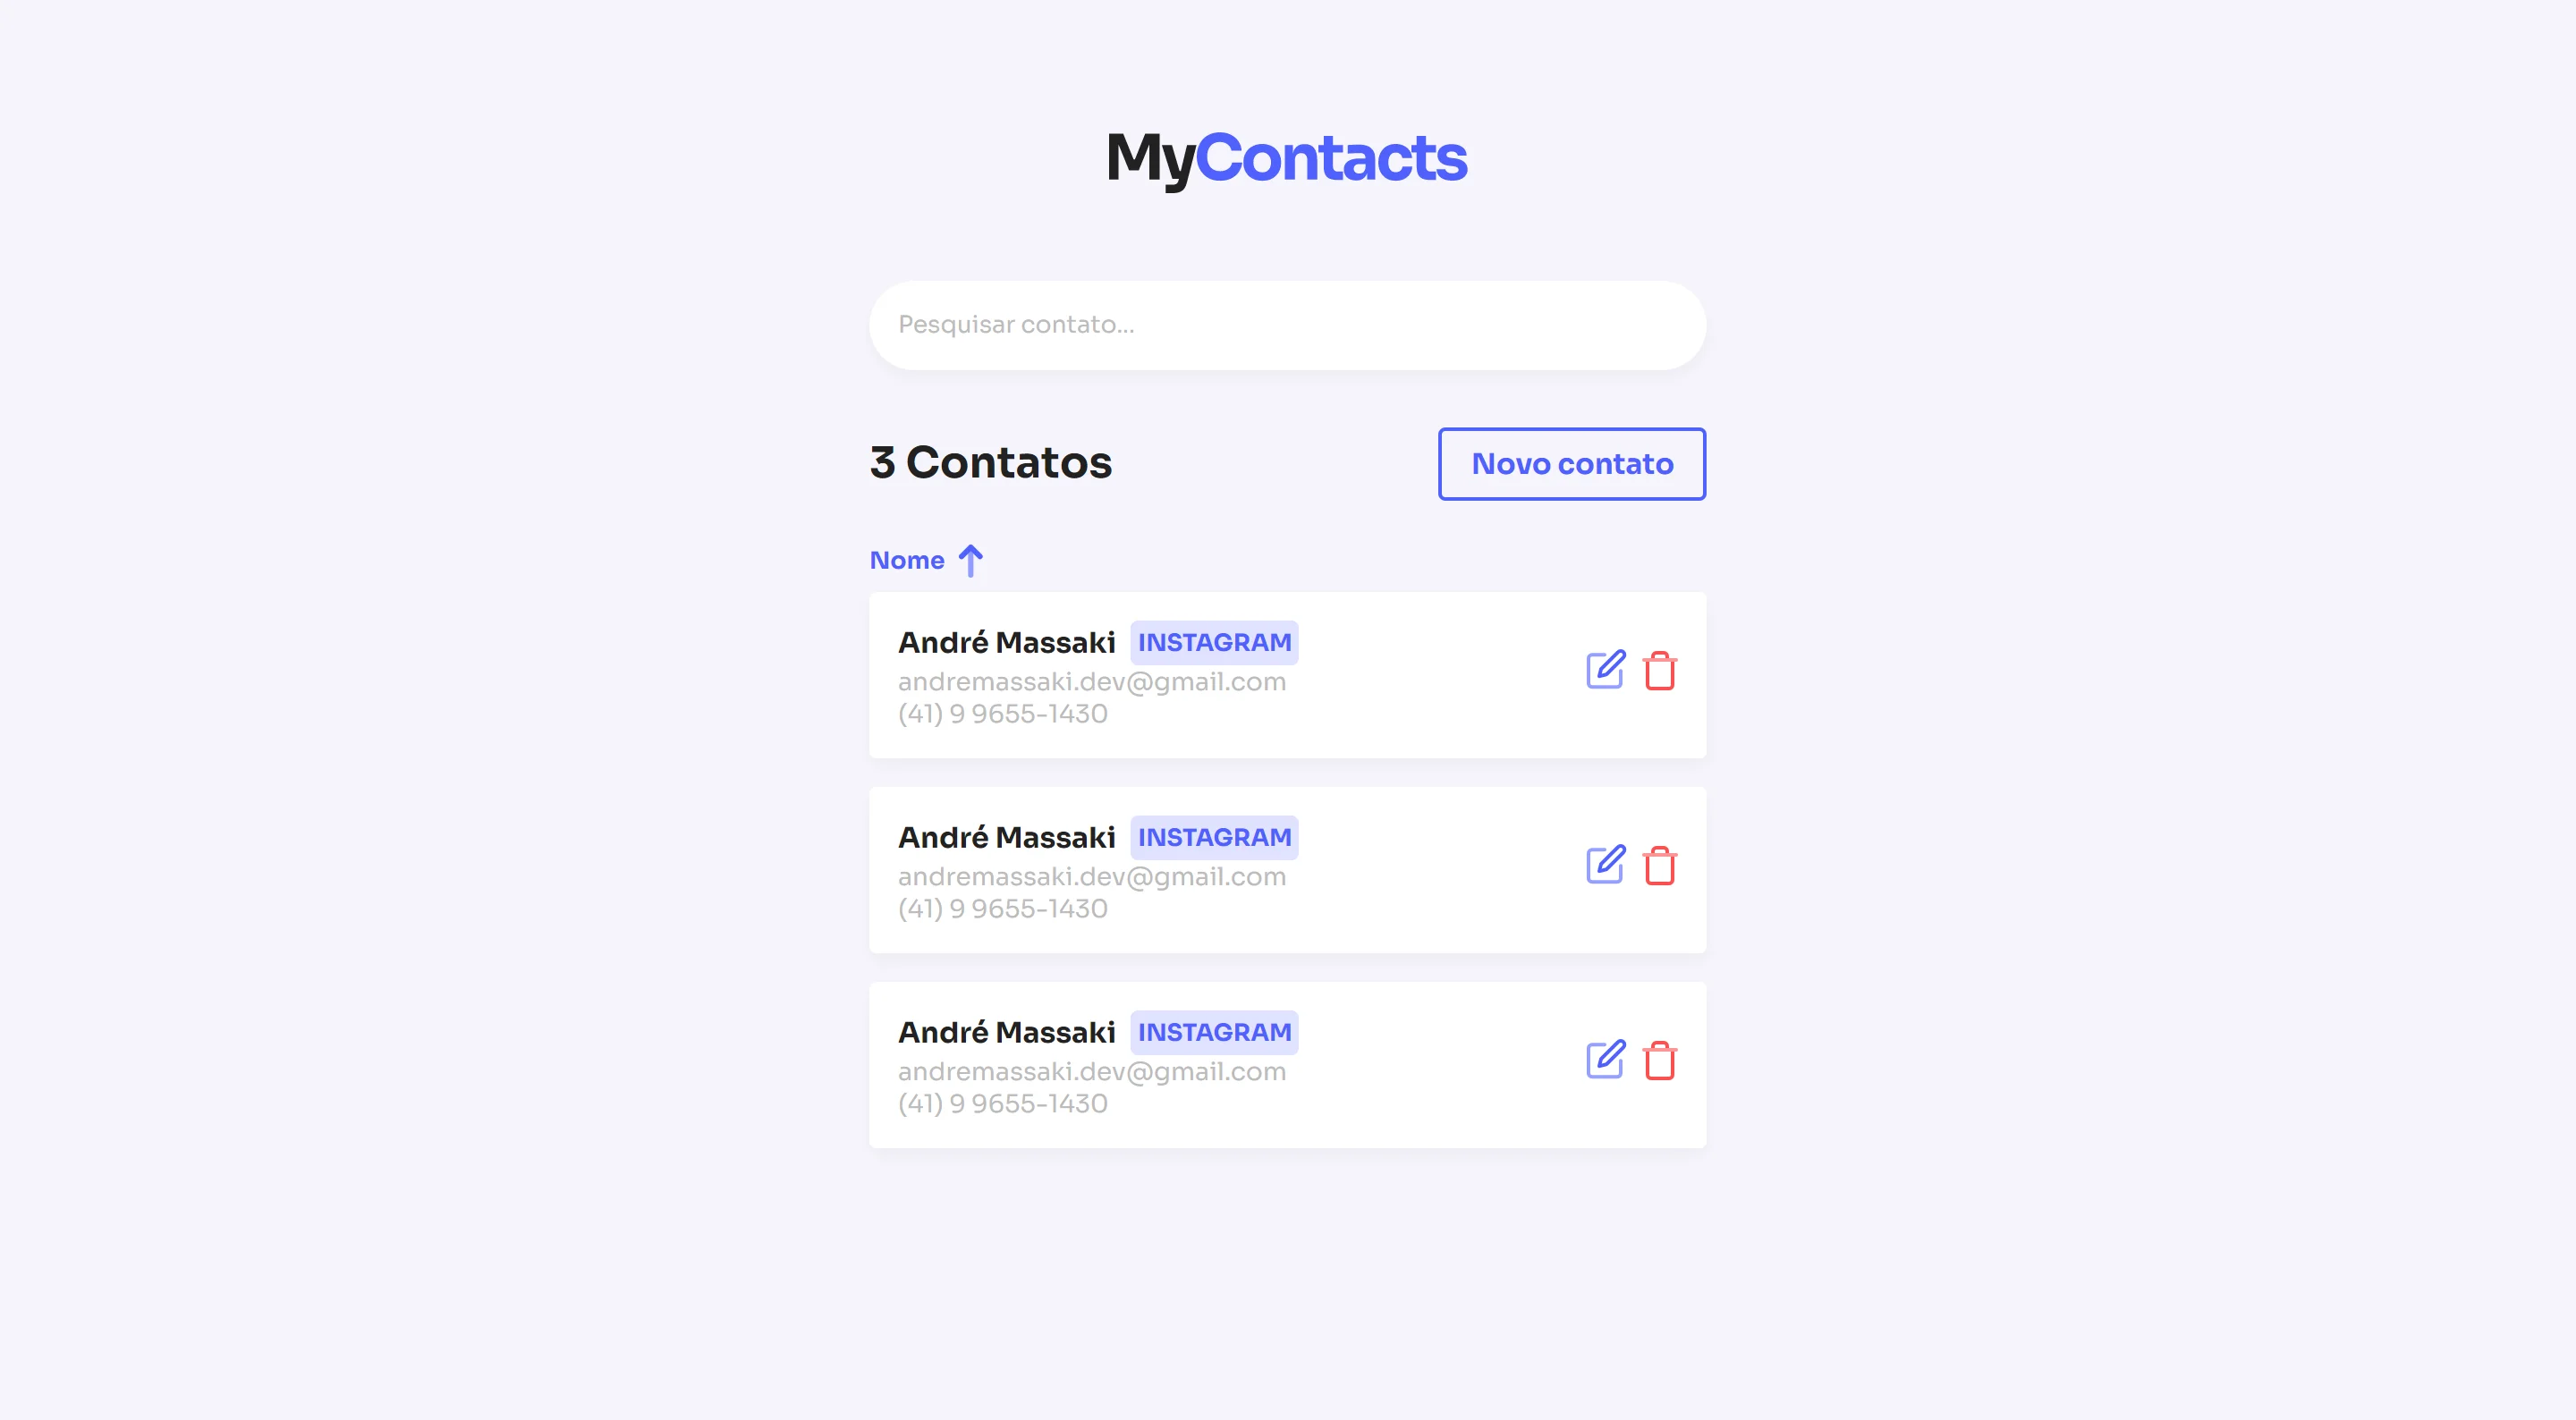 MyContacts
Pesquisar contato...
3 Contatos
Novo contato
Nome
André Massaki INSTAGRAM
andremassaki.dev@gmail.com
(41) 9 9655-1430
André Massaki INSTAGRAM
andremassaki.dev@gmail.com
(41) 9 9655-1430
André Massaki INSTAGRAM
andremassaki.dev@gmail.com
(41) 9 9655-1430